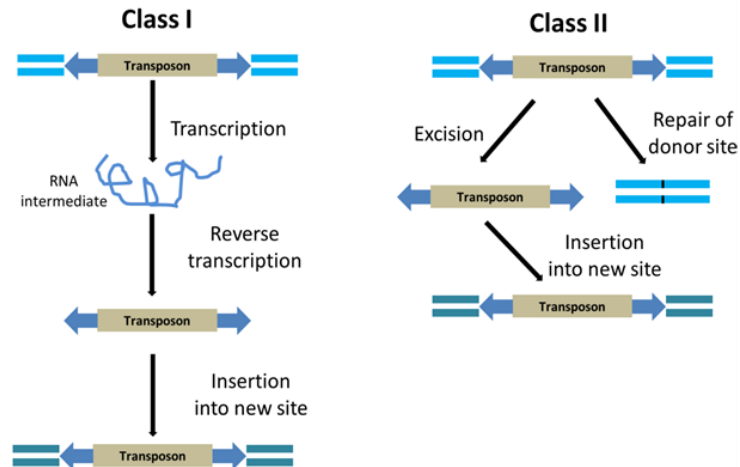 Class I
Transposon
Transcription
RNA
intermediate
Reverse
transcription
Transposon
Insertion
into new site
Transposon
Class II
Transposon
Excision
Repair of
donor site
Transposon
Insertion
into new site
Transposon